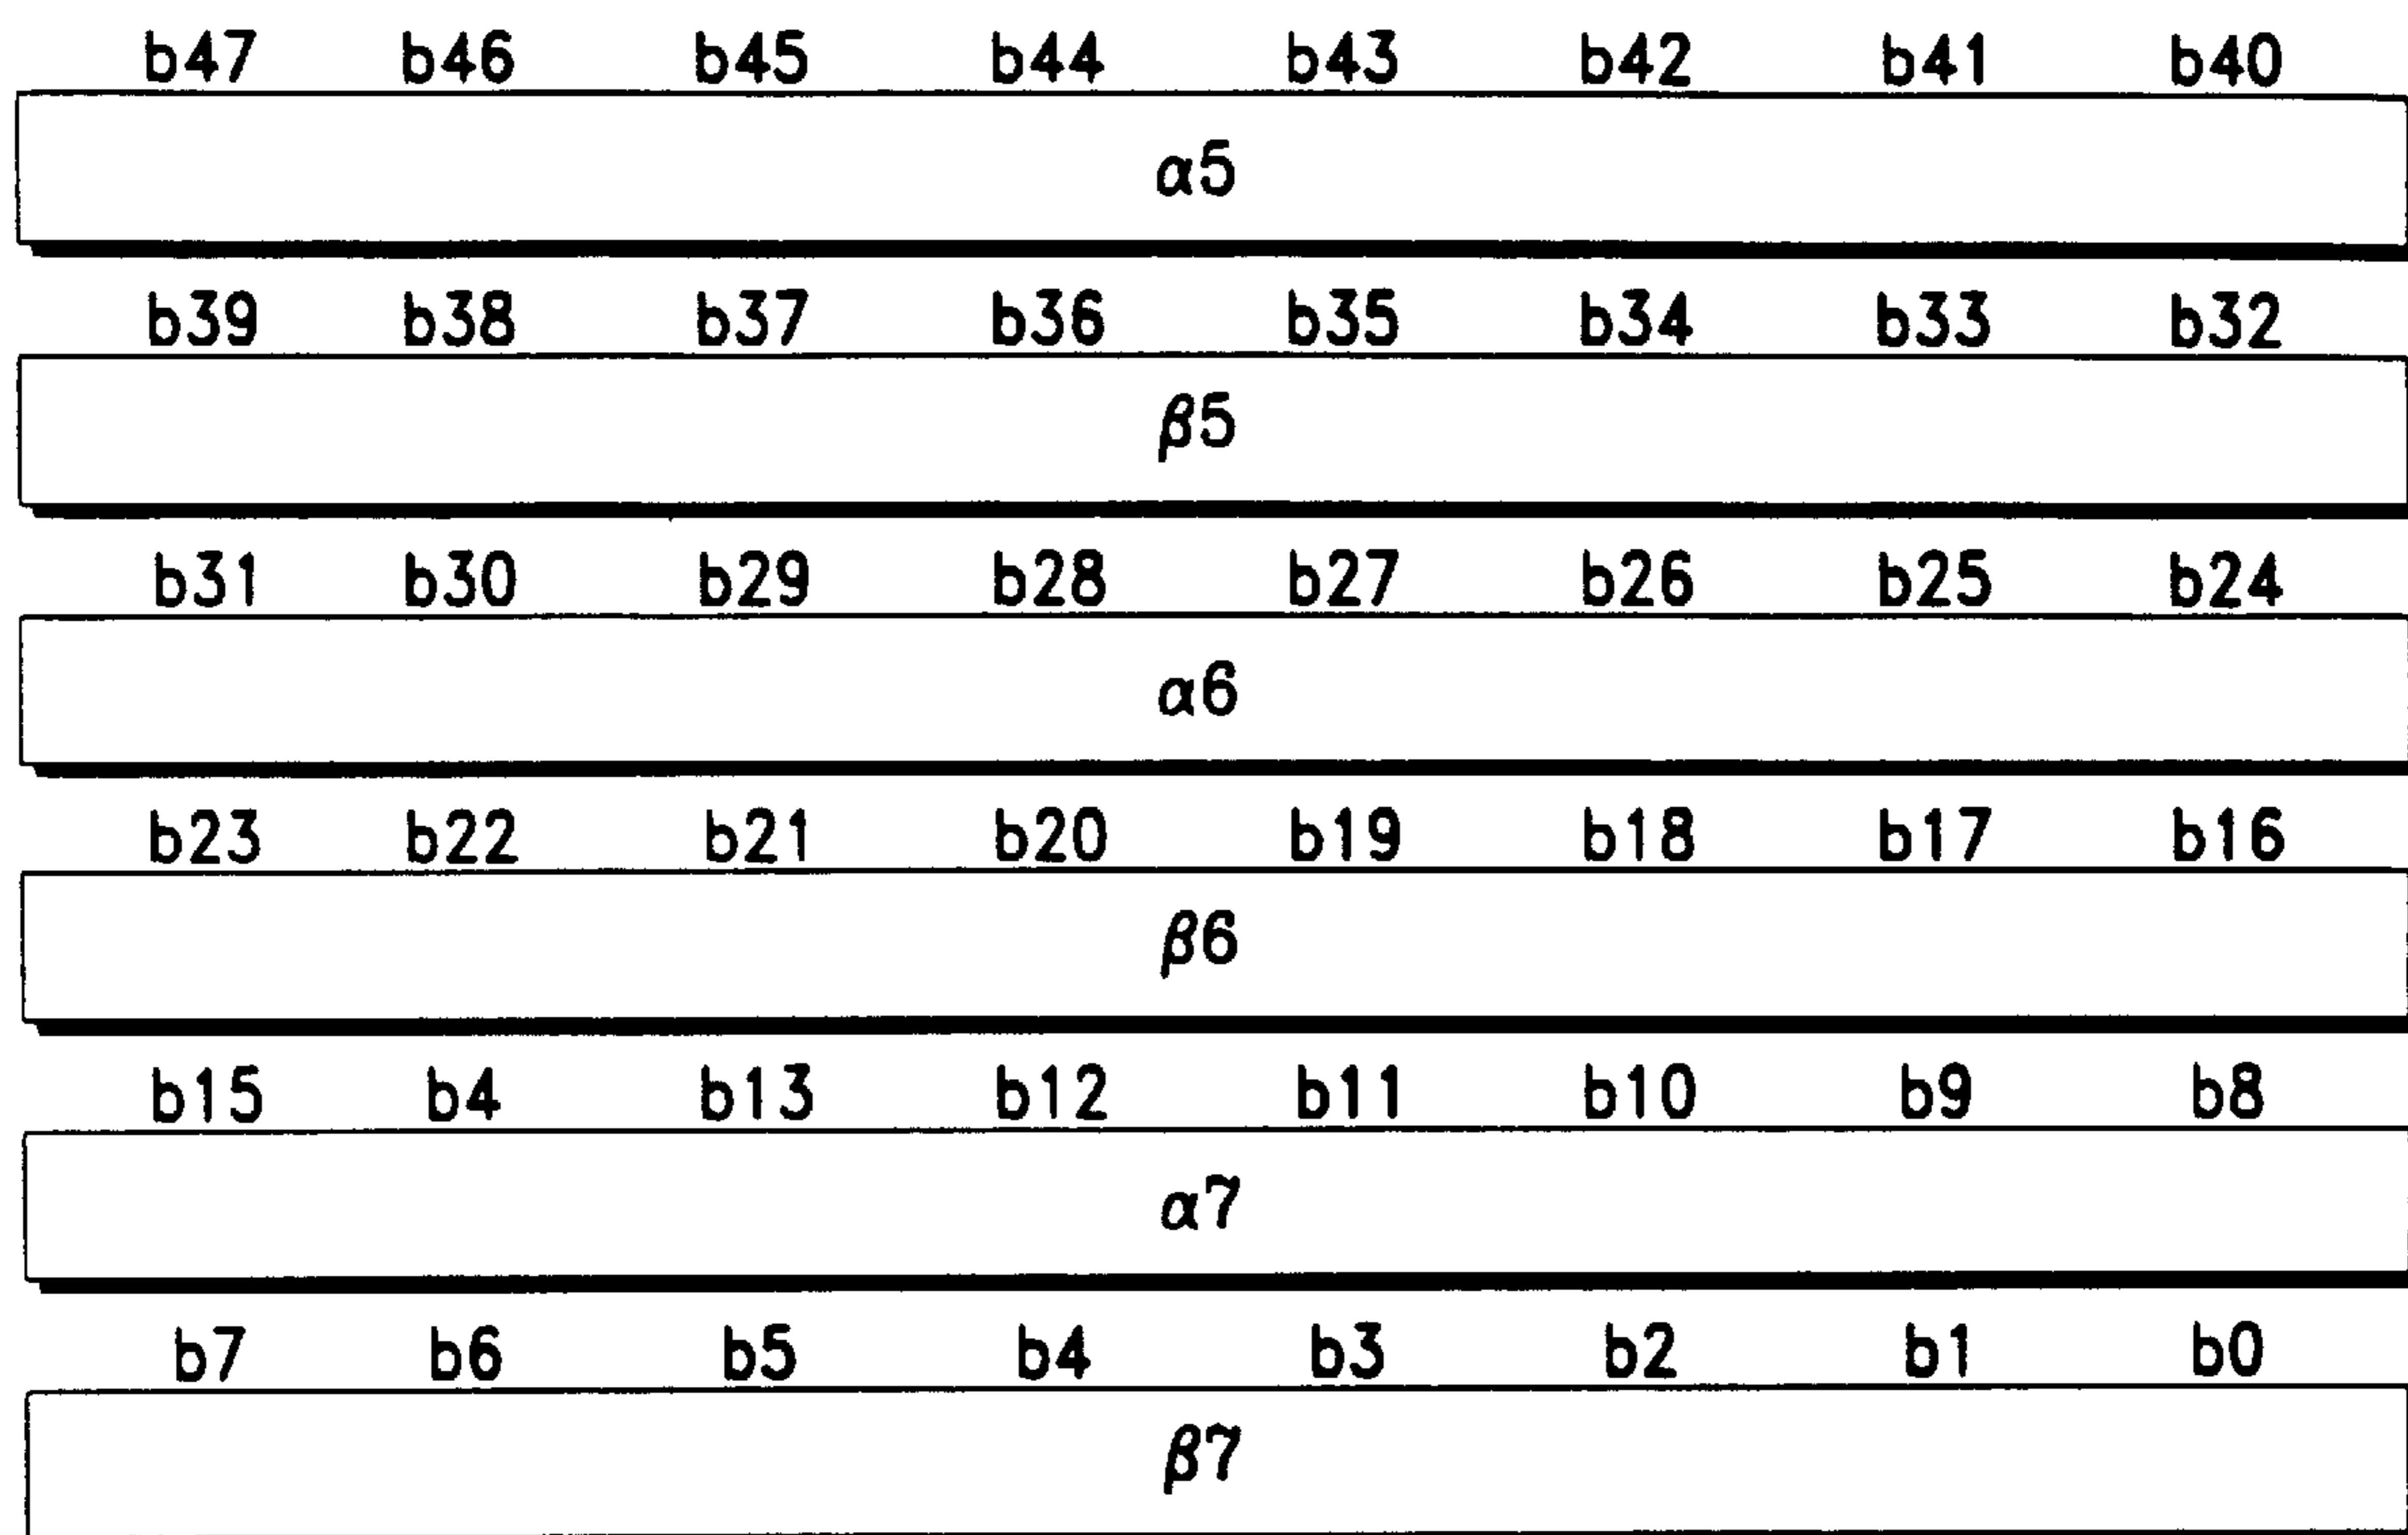 b47 b46 b45 b44 b43 b42 b41 b40
α5
b39 b38 b37 b36 b35 b34 b33 b32
β5
b31 b30 b29 b28 b27 b26 b25 b24
α6
b23 b22 b21 b20 b19 b18 b17 b16
β6
b15 b4 b13 b12 b11 b10 b9 b8
α7
b7 b6 b5 b4 b3 b2 b1 b0
β7